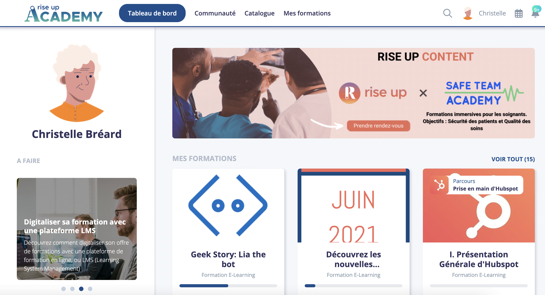 rise up
ACADEMY
Tableau de bord
Communauté
Catalogue
Mes formations
Christelle
Christelle Bréard
A FAIRE
Digitaliser sa formation avec
une plateforme LMS
Découvrez comment digitaliser son offre
de formations avec une plateforme de
formation en ligne, ou LMS (Learning
System Management)
RISE UP CONTENT
rise up
×
SAFE TEAM
ACADEMY
Prendre rendez-vous
Formations immersives pour les soignants.
Objectifs : Sécurité des patients et Qualité des
soins
MES FORMATIONS
VOIR TOUT (15)
Geek Story: Lia the
bot
Formation E-Learning
JUIN
2021
Découvrez les
nouvelles...
Formation E-Learning
Parcours
Prise en main d'Hubspot
I. Présentation
Générale d'Hubspot
Formation E-Learning